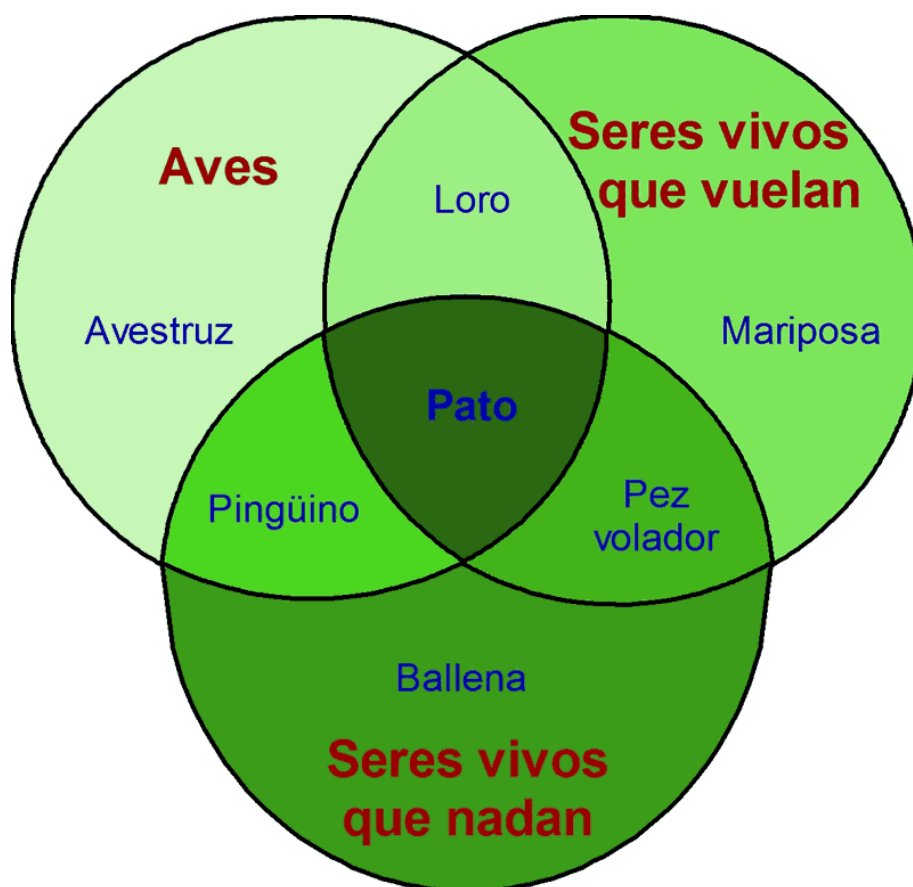 Aves
Seres vivos
que vuelan
Loro
Avestruz
Mariposa
Pato
Pingüino
Pez
volador
Ballena
Seres vivos
que nadan